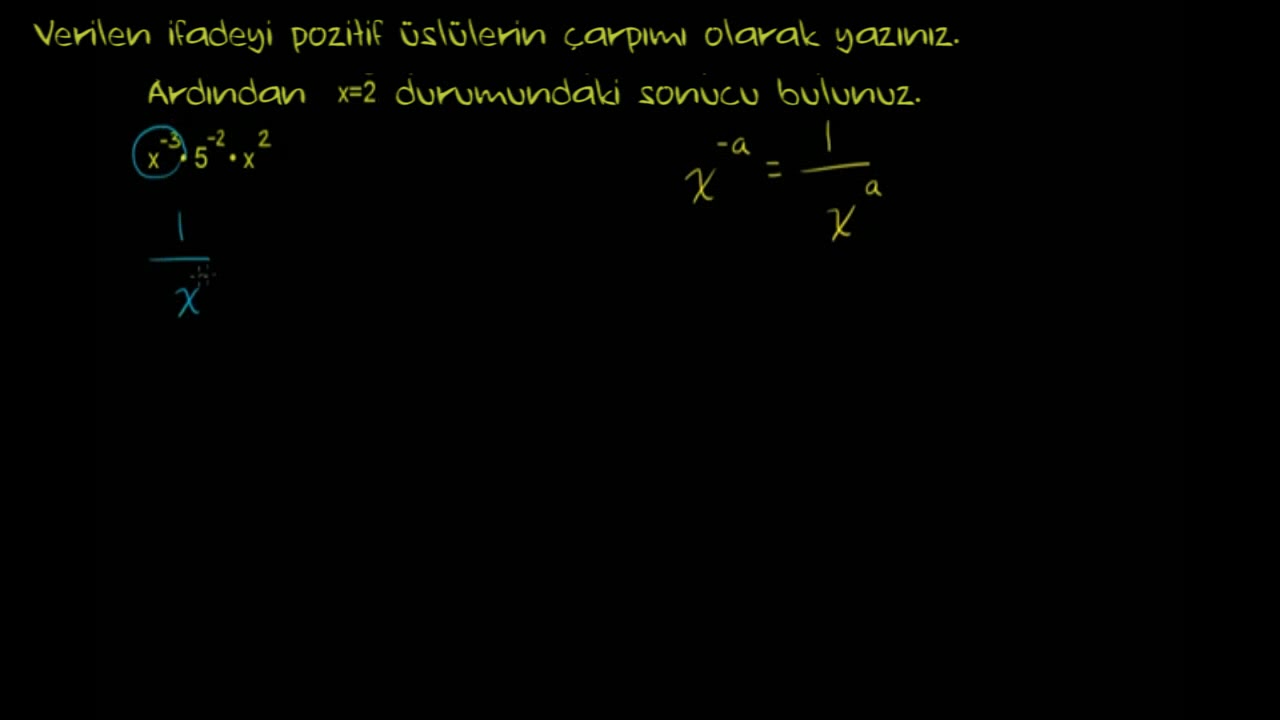 Verilen ifadeyi pozitif üslülerin çarpımı olarak yazınız.
Ardından x=2 durumundaki sonucu bulunuz.
x^-3 · 5^-2 · x^2
x^-a = 1/x^a
1/x